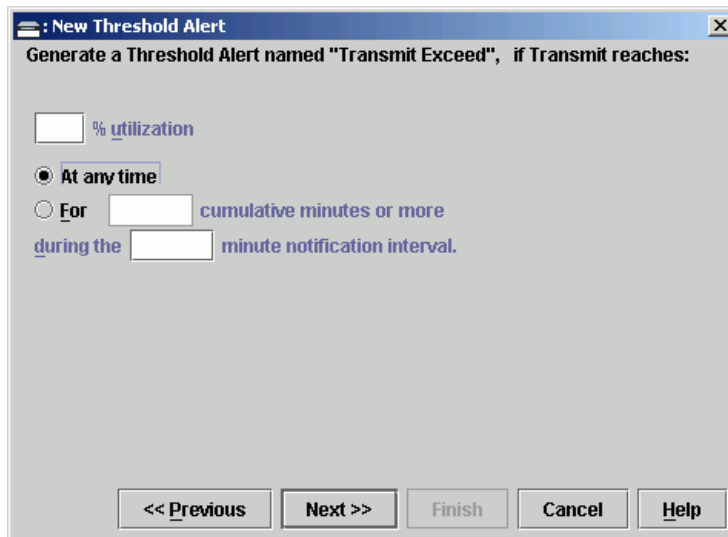 : New Threshold Alert
Generate a Threshold Alert named "Transmit Exceed", if Transmit reaches:
% utilization
At any time
For cumulative minutes or more
during the minute notification interval.
<< Previous Next >> Finish Cancel Help